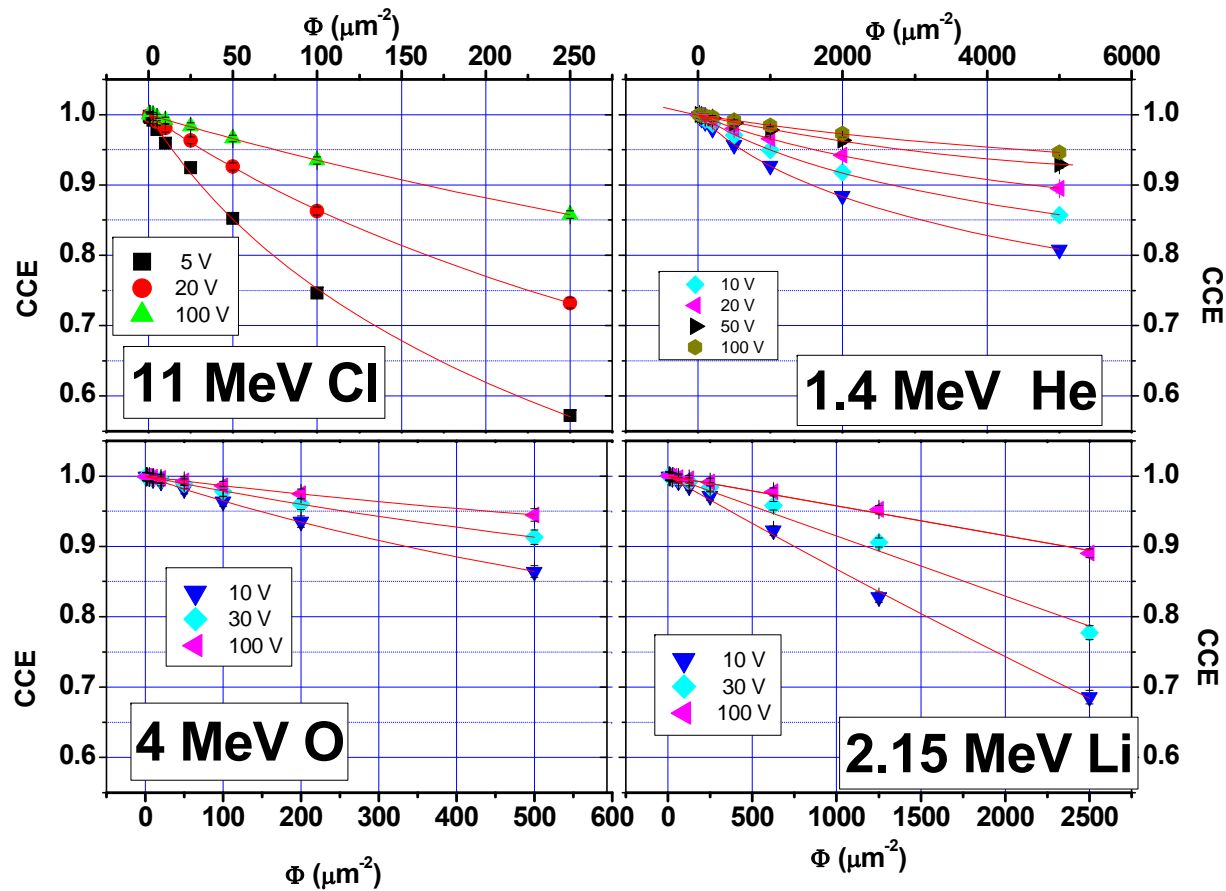 Φ (μm⁻²)
0 50 100 150 200 250
1.0
0.9
0.8
0.7
0.6
CCE
5 V
20 V
100 V
11 MeV Cl
Φ (μm⁻²)
0 2000 4000 6000
1.0
0.9
0.8
0.7
0.6
CCE
10 V
20 V
50 V
100 V
1.4 MeV He
1.0
0.9
0.8
0.7
0.6
CCE
10 V
30 V
100 V
4 MeV O
0 100 200 300 400 500 600
Φ (μm⁻²)
1.0
0.9
0.8
0.7
0.6
CCE
10 V
30 V
100 V
2.15 MeV Li
0 500 1000 1500 2000 2500
Φ (μm⁻²)